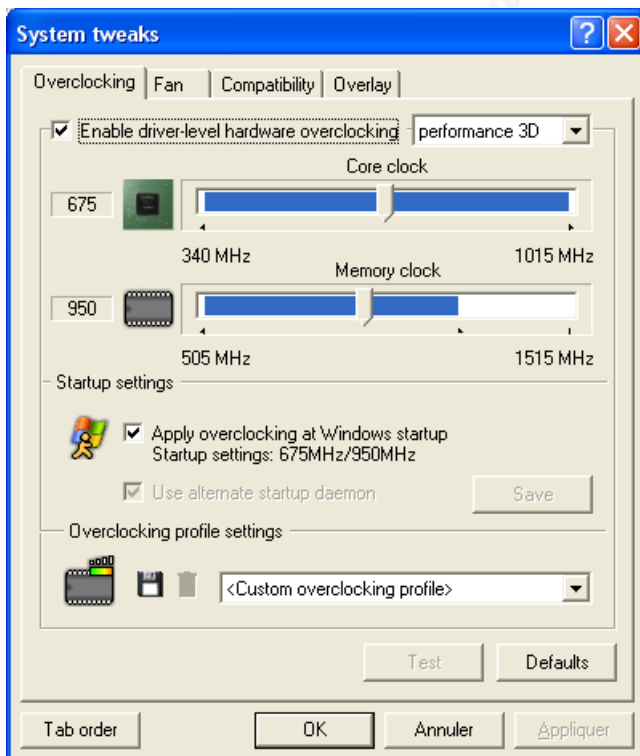 System tweaks
Overclocking Fan Compatibility Overlay
Enable driver-level hardware overclocking performance 3D
Core clock
675
340 MHz 1015 MHz
Memory clock
950
505 MHz 1515 MHz
Startup settings
Apply overclocking at Windows startup
Startup settings: 675MHz/950MHz
Use alternate startup daemon Save
Overclocking profile settings
<Custom overclocking profile>
Test Defaults
Tab order OK Annuler Appliquer